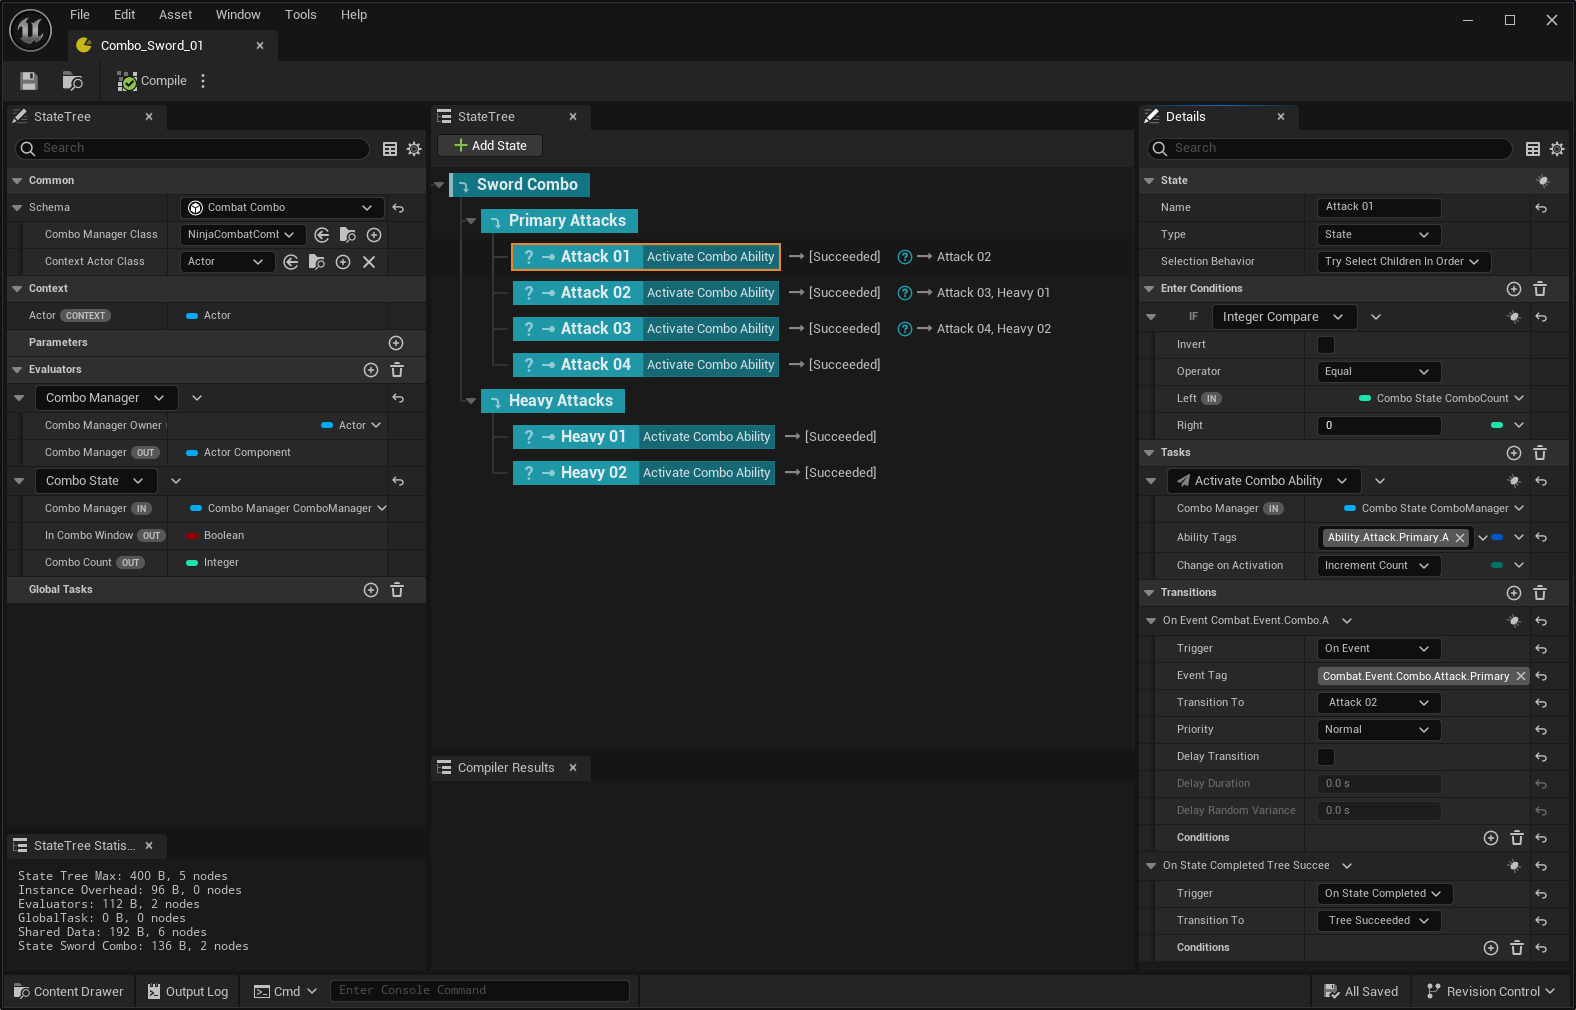 File Edit Asset Window Tools Help
Combo_Sword_01
Compile
StateTree
Search
Common
Schema Combat Combo
Combo Manager Class NinjaCombatComb
Context Actor Class Actor
Context
Actor CONTEXT Actor
Parameters
Evaluators
Combo Manager
Combo Manager Owner Actor
Combo Manager OUT Actor Component
Combo State
Combo Manager IN Combo Manager ComboManager
In Combo Window OUT Boolean
Combo Count OUT Integer
Global Tasks
StateTree Statis...
State Tree Max: 400 B, 5 nodes
Instance Overhead: 96 B, 0 nodes
Evaluators: 112 B, 2 nodes
GlobalTask: 0 B, 0 nodes
Shared Data: 192 B, 6 nodes
State Sword Combo: 136 B, 2 nodes
StateTree
Add State
Sword Combo
Primary Attacks
? Attack 01 Activate Combo Ability → [Succeeded] ? → Attack 02
? Attack 02 Activate Combo Ability → [Succeeded] ? → Attack 03, Heavy 01
? Attack 03 Activate Combo Ability → [Succeeded] ? → Attack 04, Heavy 02
? Attack 04 Activate Combo Ability → [Succeeded]
Heavy Attacks
? Heavy 01 Activate Combo Ability → [Succeeded]
? Heavy 02 Activate Combo Ability → [Succeeded]
Compiler Results
Details
Search
State
Name Attack 01
Type State
Selection Behavior Try Select Children In Order
Enter Conditions
IF Integer Compare
Invert
Operator Equal
Left IN Combo State ComboCount
Right 0
Tasks
Activate Combo Ability
Combo Manager IN Combo State ComboManager
Ability Tags Ability.Attack.Primary.A
Change on Activation Increment Count
Transitions
On Event Combat.Event.Combo.A
Trigger On Event
Event Tag Combat.Event.Combo.Attack.Primary
Transition To Attack 02
Priority Normal
Delay Transition
Delay Duration 0.0 s
Delay Random Variance 0.0 s
Conditions
On State Completed Tree Succee
Trigger On State Completed
Transition To Tree Succeeded
Conditions
Content Drawer Output Log Cmd Enter Console Command All Saved Revision Control